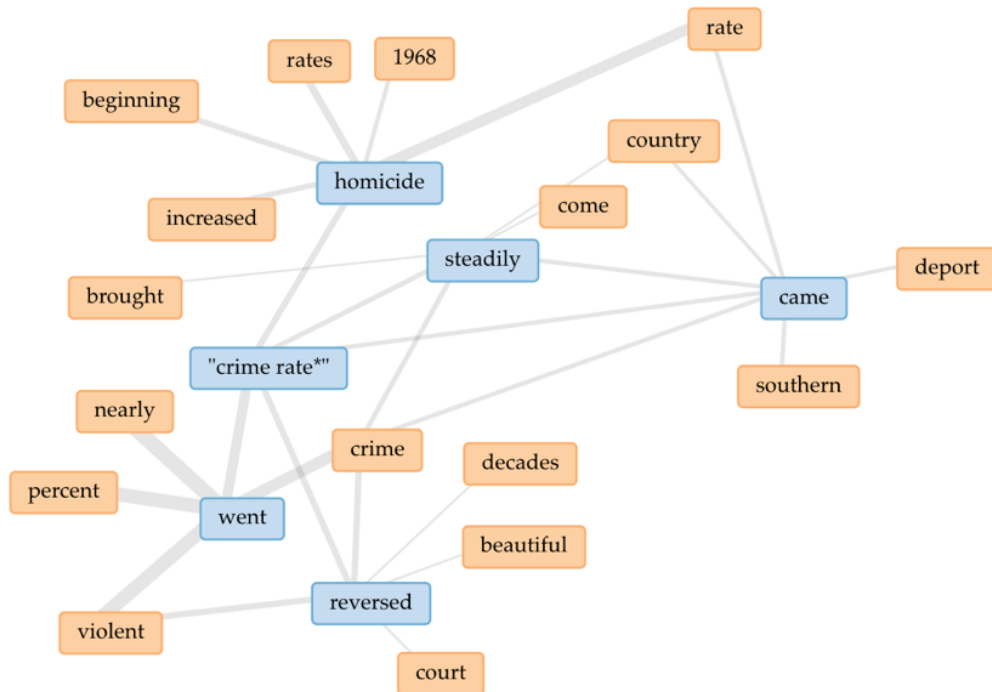 rate
rates
1968
beginning
country
homicide
come
increased
steadily
deport
brought
came
"crime rate*"
southern
nearly
crime
decades
percent
went
beautiful
reversed
violent
court